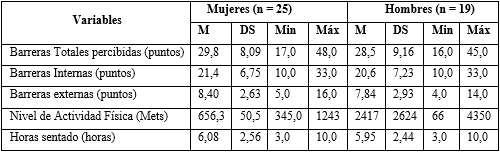 Variables Mujeres (n = 25) Hombres (n = 19)
M DS Min Máx M DS Min Máx
Barreras Totales percibidas (puntos) 29,8 8,09 17,0 48,0 28,5 9,16 16,0 45,0
Barreras Internas (puntos) 21,4 6,75 10,0 33,0 20,6 7,23 10,0 33,0
Barreras externas (puntos) 8,40 2,63 5,0 16,0 7,84 2,93 4,0 14,0
Nivel de Actividad Física (Mets) 656,3 50,5 345,0 1243 2417 2624 66 4350
Horas sentado (horas) 6,08 2,56 3,0 10,0 5,95 2,44 3,0 10,0